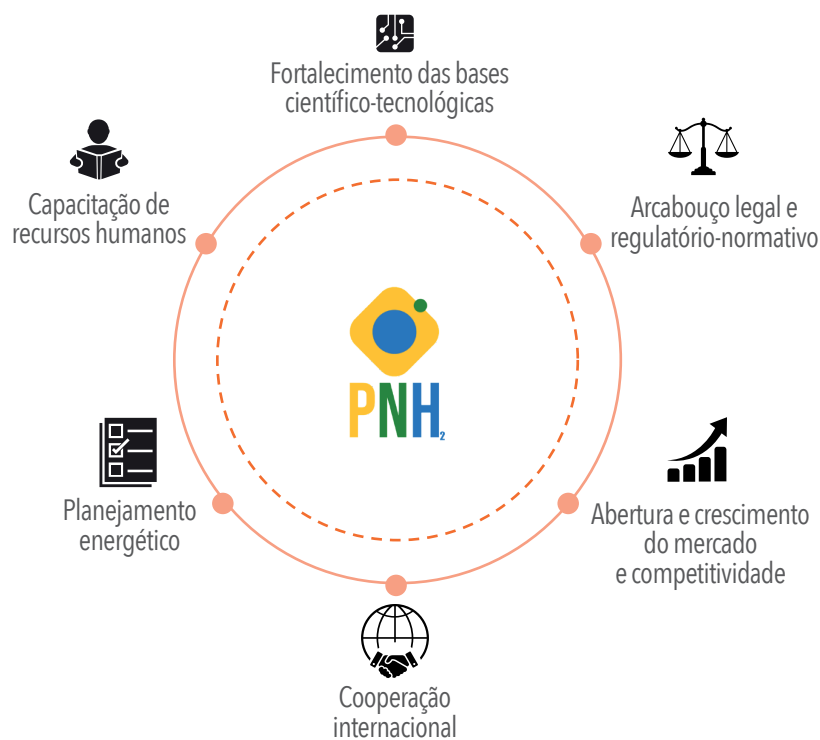 Fortalecimento das bases
científico-tecnológicas
Capacitação de
recursos humanos
Arcabouço legal e
regulatório-normativo
PNH₂
Planejamento
energético
Abertura e crescimento
do mercado
e competitividade
Cooperação
internacional